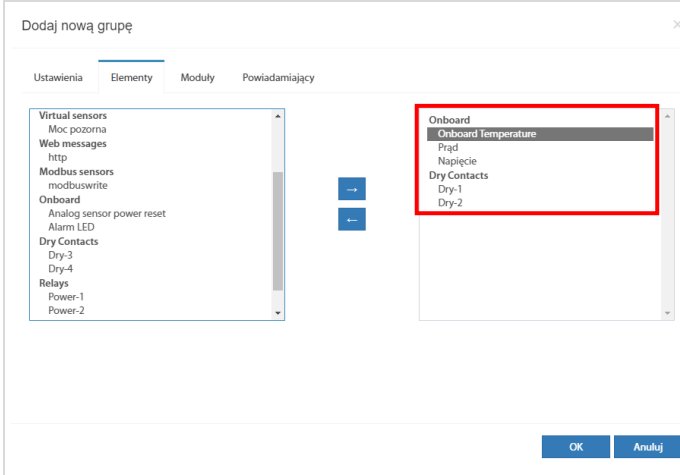 Dodaj nową grupę
×
Ustawienia Elementy Moduły Powiadamiający
Virtual sensors
Moc pozorna
Web messages
http
Modbus sensors
modbuswrite
Onboard
Analog sensor power reset
Alarm LED
Dry Contacts
Dry-3
Dry-4
Relays
Power-1
Power-2
→
←
Onboard
Onboard Temperature
Prąd
Napięcie
Dry Contacts
Dry-1
Dry-2
OK Anuluj